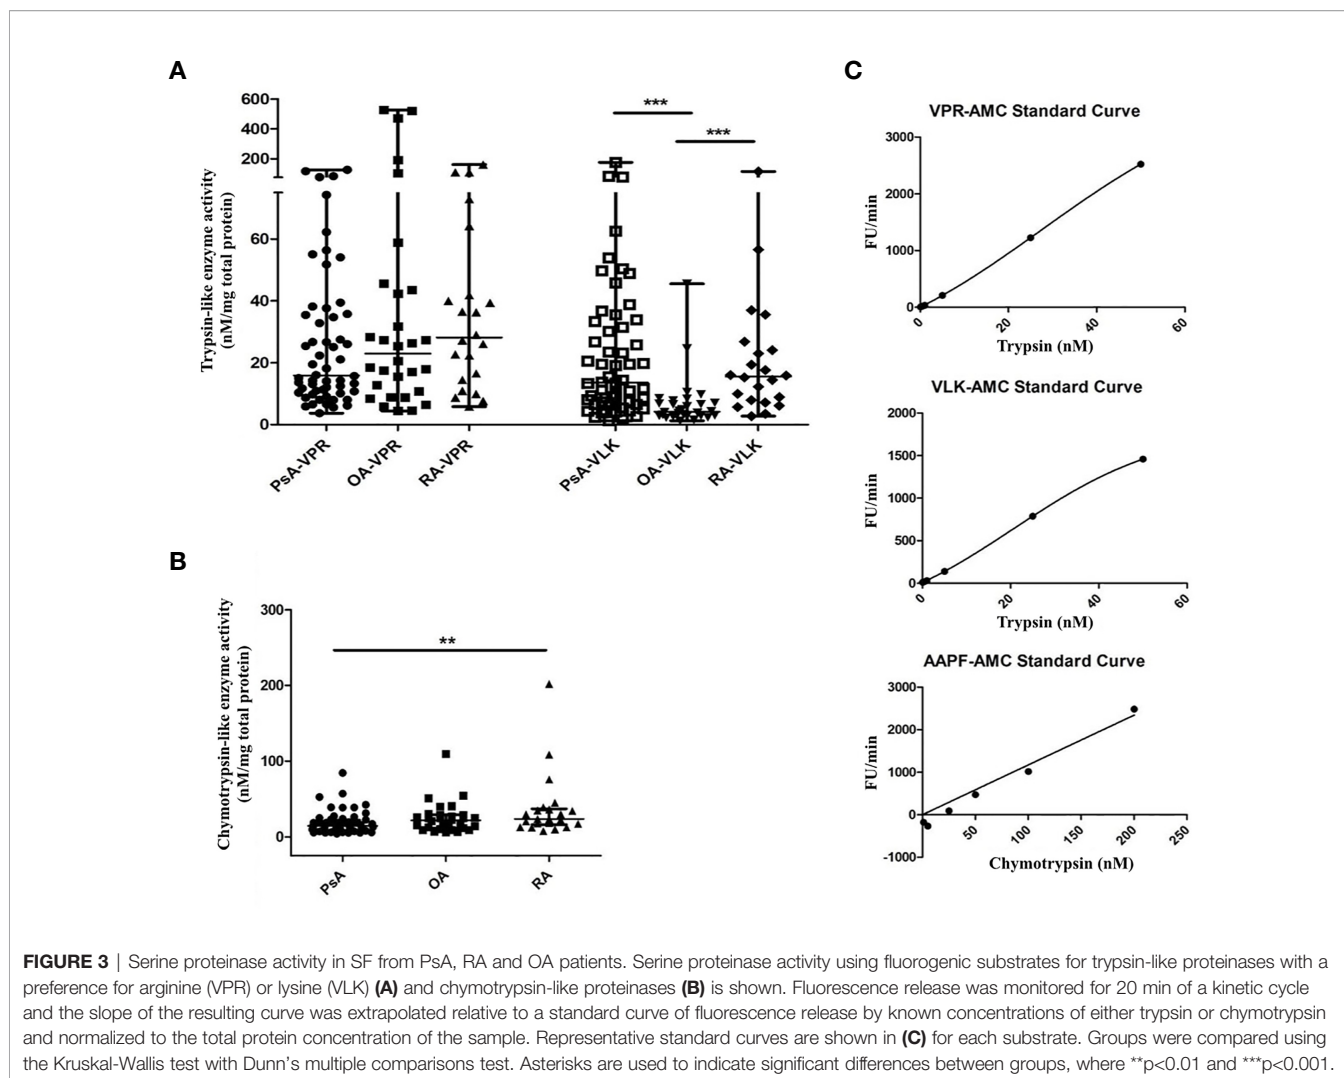 A
600
400
200
60
40
20
0
Trypsin-like enzyme activity
(nM/mg total protein)
***
***
PsA-VPR
OA-VPR
RA-VPR
PsA-VLK
OA-VLK
RA-VLK
B
300
200
100
0
Chymotrypsin-like enzyme activity
(nM/mg total protein)
**
PsA
OA
RA
C
VPR-AMC Standard Curve
3000
2000
1000
0
FU/min
0
20
40
60
Trypsin (nM)
VLK-AMC Standard Curve
2000
1500
1000
500
0
FU/min
0
20
40
60
Trypsin (nM)
AAPF-AMC Standard Curve
3000
2000
1000
0
-1000
FU/min
50
100
150
200
250
Chymotrypsin (nM)
FIGURE 3 | Serine proteinase activity in SF from PsA, RA and OA patients. Serine proteinase activity using fluorogenic substrates for trypsin-like proteinases with a
preference for arginine (VPR) or lysine (VLK) (A) and chymotrypsin-like proteinases (B) is shown. Fluorescence release was monitored for 20 min of a kinetic cycle
and the slope of the resulting curve was extrapolated relative to a standard curve of fluorescence release by known concentrations of either trypsin or chymotrypsin
and normalized to the total protein concentration of the sample. Representative standard curves are shown in (C) for each substrate. Groups were compared using
the Kruskal-Wallis test with Dunn's multiple comparisons test. Asterisks are used to indicate significant differences between groups, where **p<0.01 and ***p<0.001.